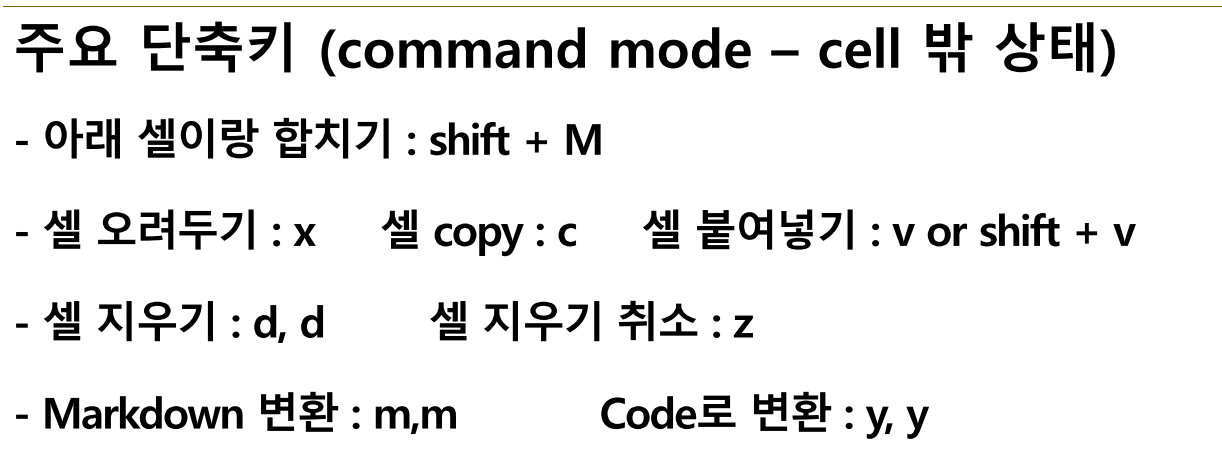 주요 단축키 (command mode – cell 밖 상태)
- 아래 셀이랑 합치기 : shift + M
- 셀 오려두기 : x 셀 copy : c 셀 붙여넣기 : v or shift + v
- 셀 지우기 : d, d 셀 지우기 취소 : z
- Markdown 변환 : m,m Code로 변환 : y, y